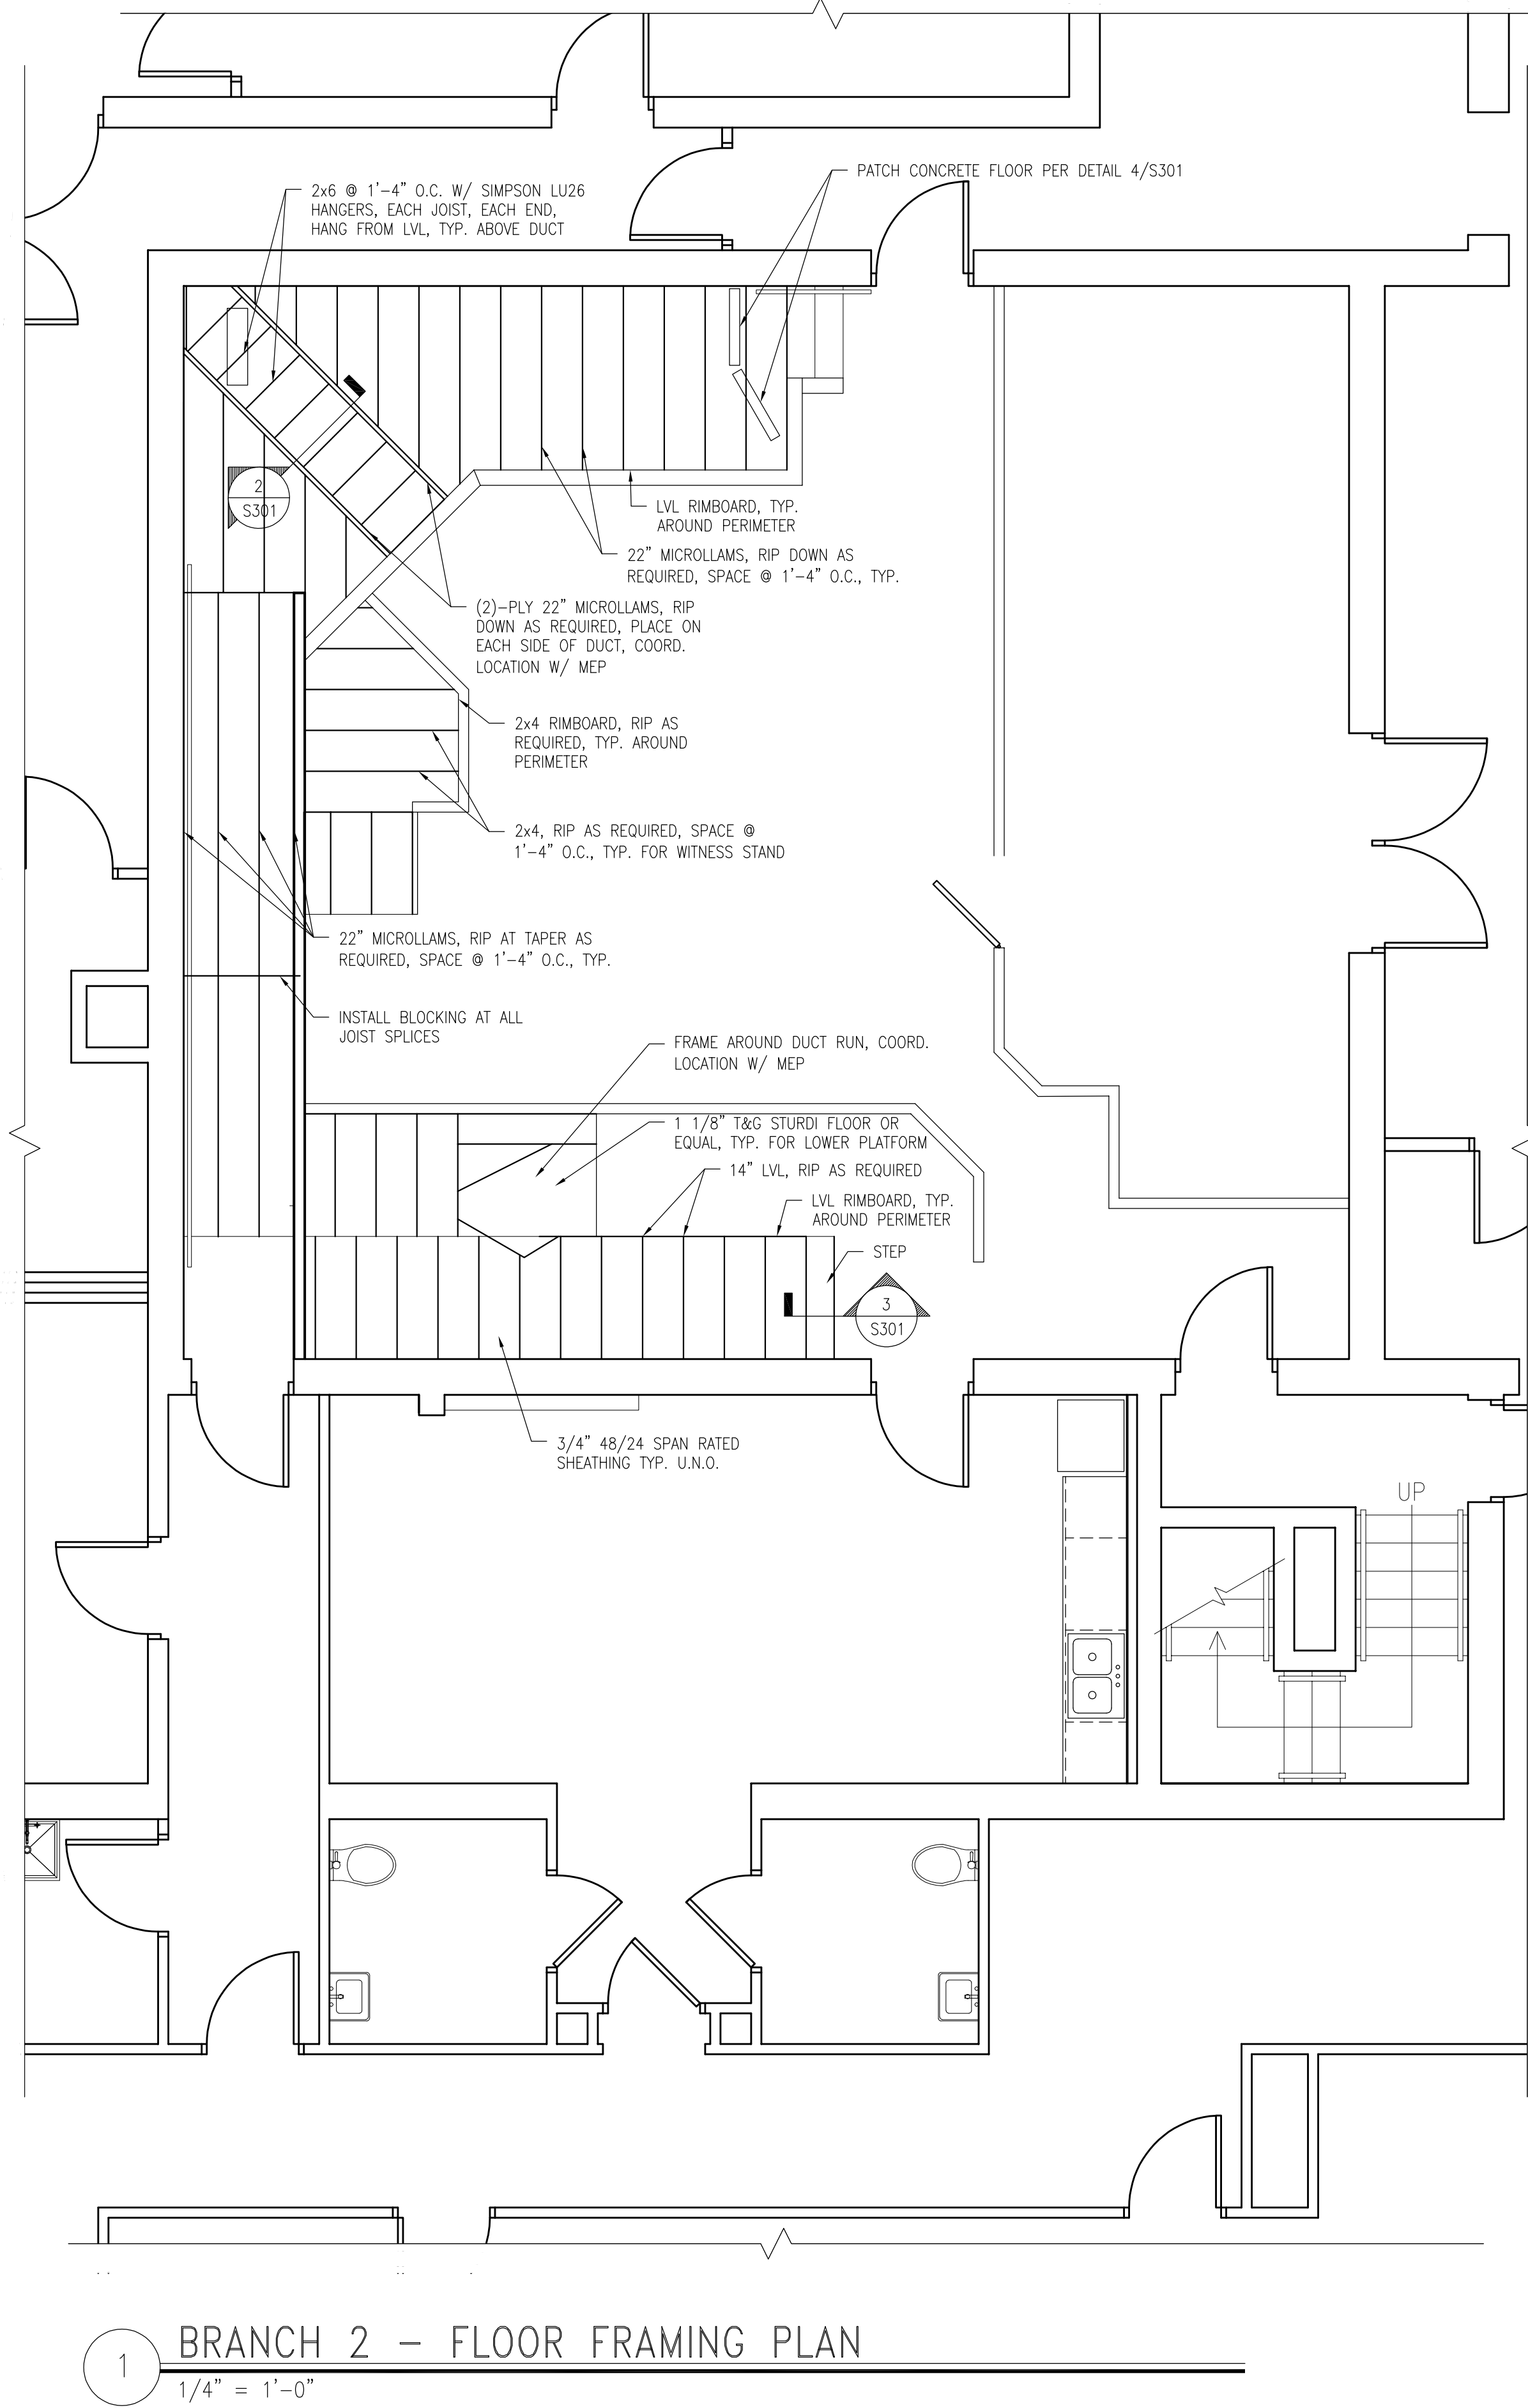 PATCH CONCRETE FLOOR PER DETAIL 4/S301
2x6 @ 1'-4" O.C. W/ SIMPSON LU26
HANGERS, EACH JOIST, EACH END,
HANG FROM LVL, TYP. ABOVE DUCT
2
S301
LVL RIMBOARD, TYP.
AROUND PERIMETER
22" MICROLLAMS, RIP DOWN AS
REQUIRED, SPACE @ 1'-4" O.C., TYP.
(2)-PLY 22" MICROLLAMS, RIP
DOWN AS REQUIRED, PLACE ON
EACH SIDE OF DUCT, COORD.
LOCATION W/ MEP
2x4 RIMBOARD, RIP AS
REQUIRED, TYP. AROUND
PERIMETER
2x4, RIP AS REQUIRED, SPACE @
1'-4" O.C., TYP. FOR WITNESS STAND
22" MICROLLAMS, RIP AT TAPER AS
REQUIRED, SPACE @ 1'-4" O.C., TYP.
INSTALL BLOCKING AT ALL
JOIST SPLICES
FRAME AROUND DUCT RUN, COORD.
LOCATION W/ MEP
1 1/8" T&G STURDI FLOOR OR
EQUAL, TYP. FOR LOWER PLATFORM
14" LVL, RIP AS REQUIRED
LVL RIMBOARD, TYP.
AROUND PERIMETER
STEP
3
S301
3/4" 48/24 SPAN RATED
SHEATHING TYP. U.N.O.
UP
1
BRANCH 2 - FLOOR FRAMING PLAN
1/4" = 1'-0"